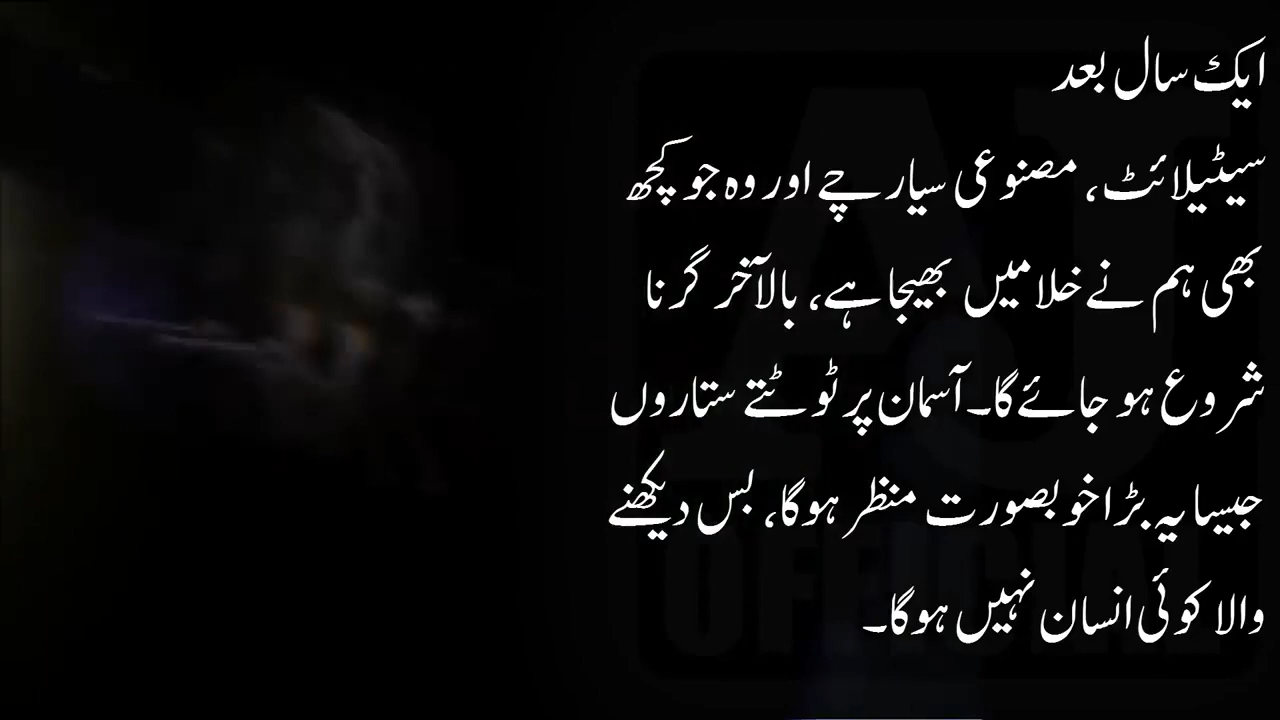 ایک سال بعد
سیٹیلائٹ، مصنوعی سیارچے اور وہ جو کچھ
بھی ہم نے خلا میں بھیجا ہے، بالآخر گرنا
شروع ہو جائے گا۔ آسمان پر ٹوٹتے ستاروں
جیسا یہ بڑا خوبصورت منظر ہوگا، بس دیکھنے
والا کوئی انسان نہیں ہوگا۔
AJ
OFFICIAL